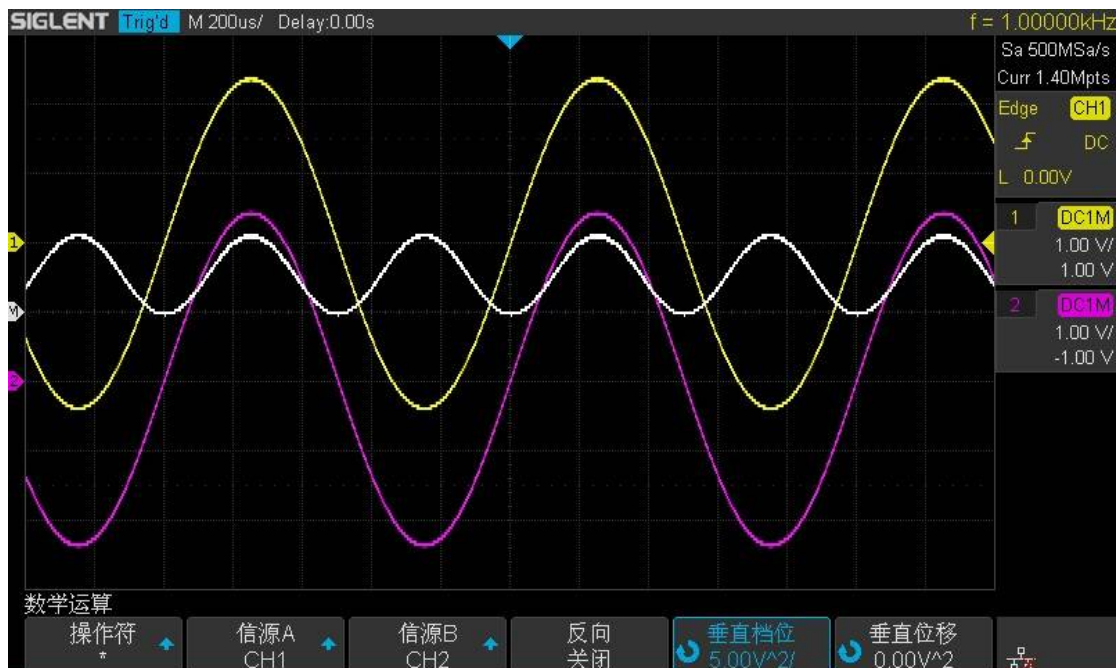 SIGLENT Trig'd M 200us/ Delay:0.00s f = 1.00000kHz
Sa 500MSa/s
Curr 1.40Mpts
Edge CH1
DC
L 0.00V
1 DC1M
1.00 V/
1.00 V
2 DC1M
1.00 V/
-1.00 V
1
M
2
数学运算
操作符 信源A 信源B 反向 垂直档位 垂直位移
* CH1 CH2 关闭 5.00V^2/ 0.00V^2